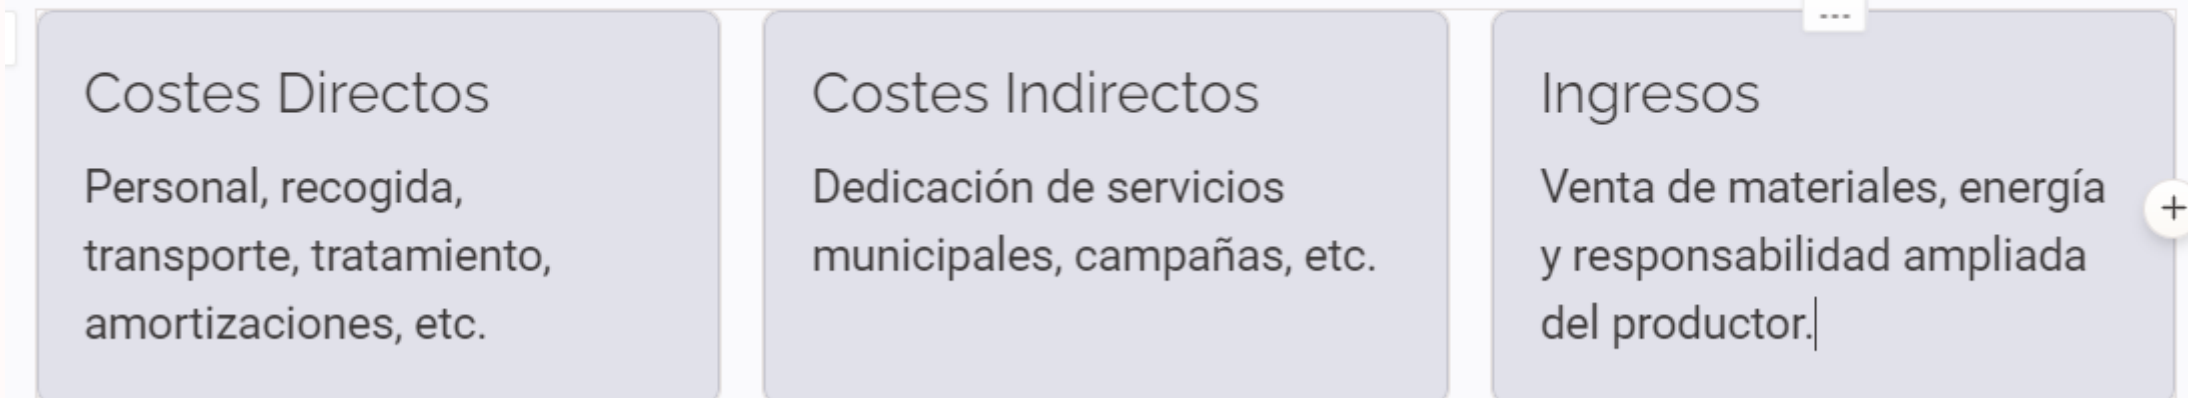 Costes Directos
Personal, recogida,
transporte, tratamiento,
amortizaciones, etc.
Costes Indirectos
Dedicación de servicios
municipales, campañas, etc.
Ingresos
Venta de materiales, energía
y responsabilidad ampliada
del productor.